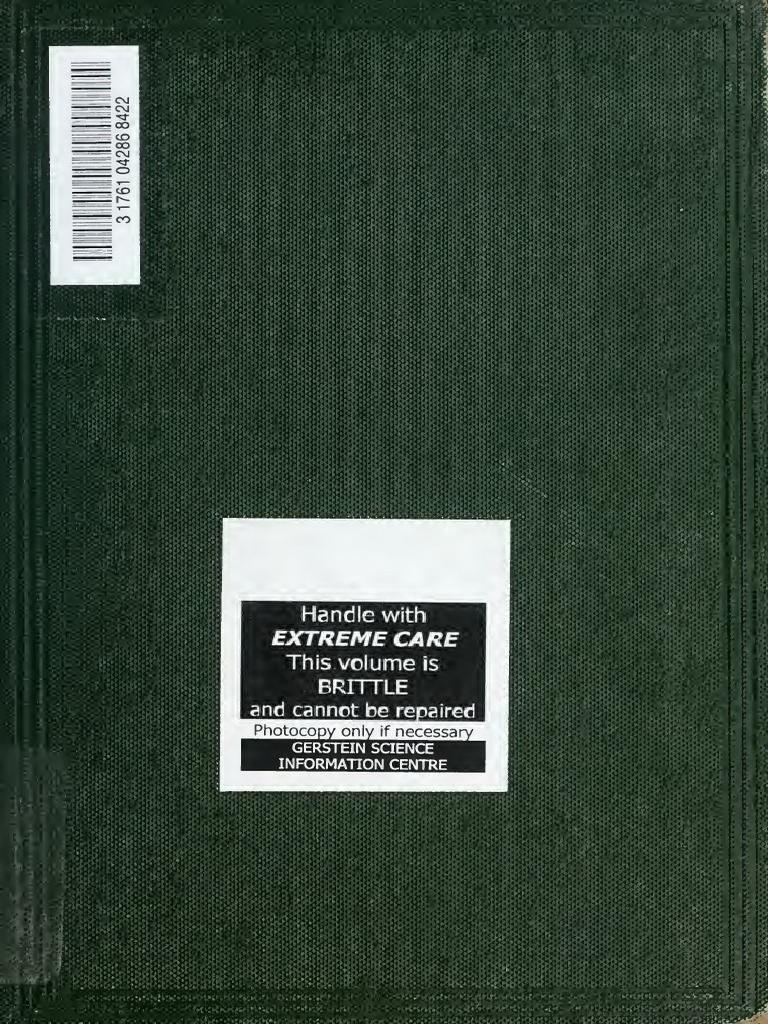 3 1761 04286 8422
Handle with
EXTREME CARE
This volume is
BRITTLE
and cannot be repaired
Photocopy only if necessary
GERSTEIN SCIENCE
INFORMATION CENTRE